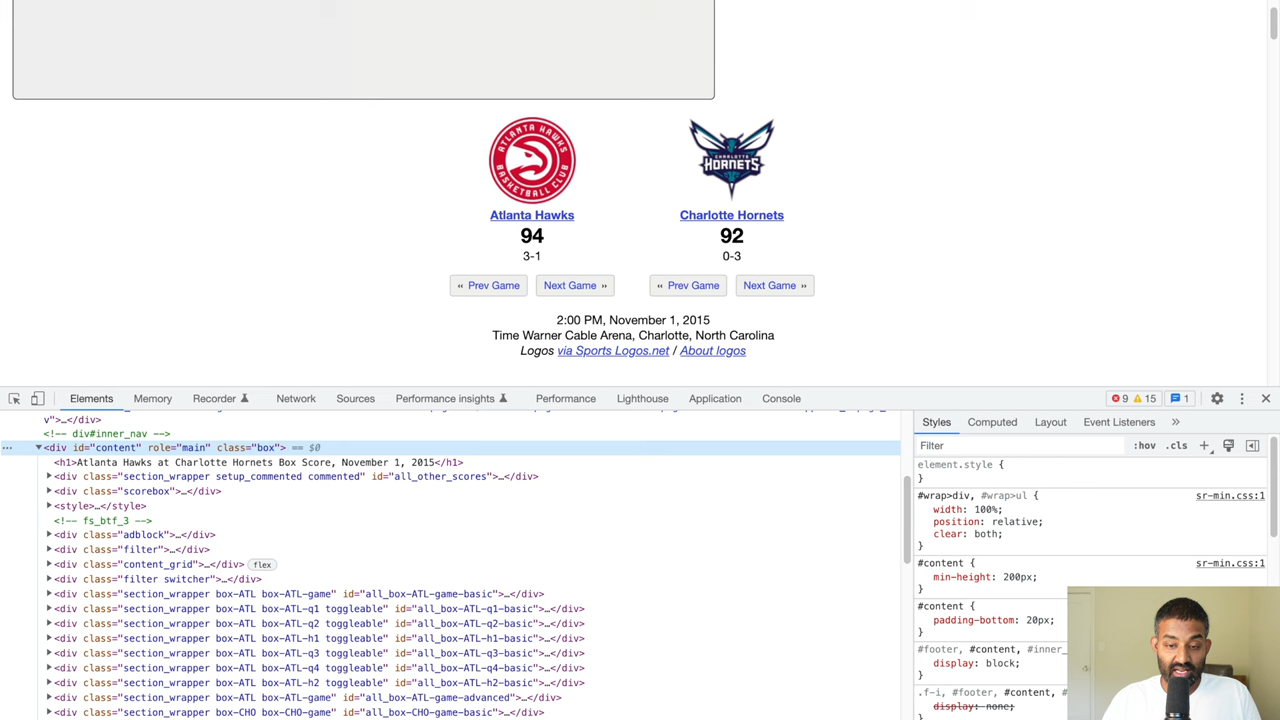 ATLANTA HAWKS
BASKETBALL CLUB
CHARLOTTE
HORNETS
Atlanta Hawks
Charlotte Hornets
94
92
3-1
0-3
‹‹ Prev Game
Next Game ››
‹‹ Prev Game
Next Game ››
2:00 PM, November 1, 2015
Time Warner Cable Arena, Charlotte, North Carolina
Logos via Sports Logos.net / About logos
Elements
Memory
Recorder
Network
Sources
Performance insights
Performance
Lighthouse
Application
Console
9
15
1
v">…</div>
<!-- div#inner_nav -->
<div id="content" role="main" class="box"> == $0
<h1>Atlanta Hawks at Charlotte Hornets Box Score, November 1, 2015</h1>
<div class="section_wrapper setup_commented commented" id="all_other_scores">…</div>
<div class="scorebox">…</div>
<style>…</style>
<!-- fs_btf_3 -->
<div class="adblock">…</div>
<div class="filter">…</div>
<div class="content_grid">…</div> flex
<div class="filter switcher">…</div>
<div class="section_wrapper box-ATL box-ATL-game" id="all_box-ATL-game-basic">…</div>
<div class="section_wrapper box-ATL box-ATL-q1 toggleable" id="all_box-ATL-q1-basic">…</div>
<div class="section_wrapper box-ATL box-ATL-q2 toggleable" id="all_box-ATL-q2-basic">…</div>
<div class="section_wrapper box-ATL box-ATL-h1 toggleable" id="all_box-ATL-h1-basic">…</div>
<div class="section_wrapper box-ATL box-ATL-q3 toggleable" id="all_box-ATL-q3-basic">…</div>
<div class="section_wrapper box-ATL box-ATL-q4 toggleable" id="all_box-ATL-q4-basic">…</div>
<div class="section_wrapper box-ATL box-ATL-h2 toggleable" id="all_box-ATL-h2-basic">…</div>
<div class="section_wrapper box-ATL box-ATL-game" id="all_box-ATL-game-advanced">…</div>
<div class="section_wrapper box-CHO box-CHO-game" id="all_box-CHO-game-basic">…</div>
Styles
Computed
Layout
Event Listeners
»
Filter
:hov .cls +
element.style {
}
#wrap>div, #wrap>ul {
sr-min.css:1
width: 100%;
position: relative;
clear: both;
}
#content {
sr-min.css:1
min-height: 200px;
}
#content {
padding-bottom: 20px;
}
#footer, #content, #inner_
display: block;
}
.f-i, #footer, #content, #
display: none;